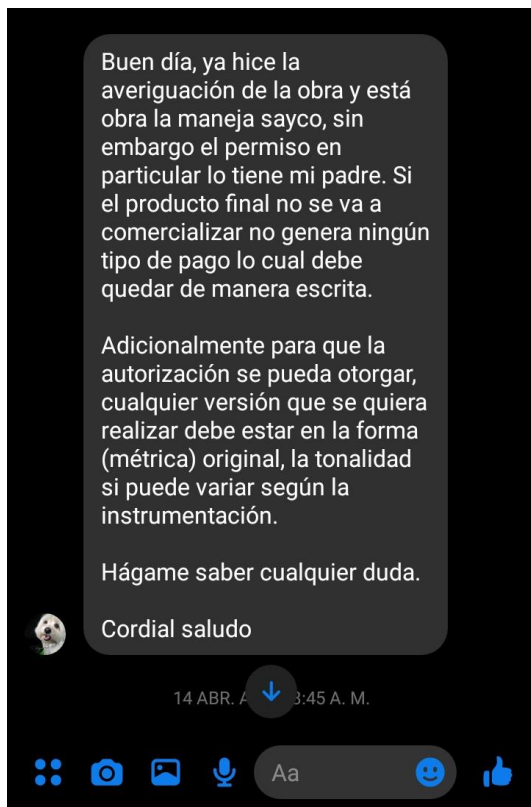 Buen día, ya hice la
averiguación de la obra y está
obra la maneja sayco, sin
embargo el permiso en
particular lo tiene mi padre. Si
el producto final no se va a
comercializar no genera ningún
tipo de pago lo cual debe
quedar de manera escrita.
Adicionalmente para que la
autorización se pueda otorgar,
cualquier versión que se quiera
realizar debe estar en la forma
(métrica) original, la tonalidad
si puede variar según la
instrumentación.
Hágame saber cualquier duda.
Cordial saludo
14 ABR. :45 A. M.
Aa